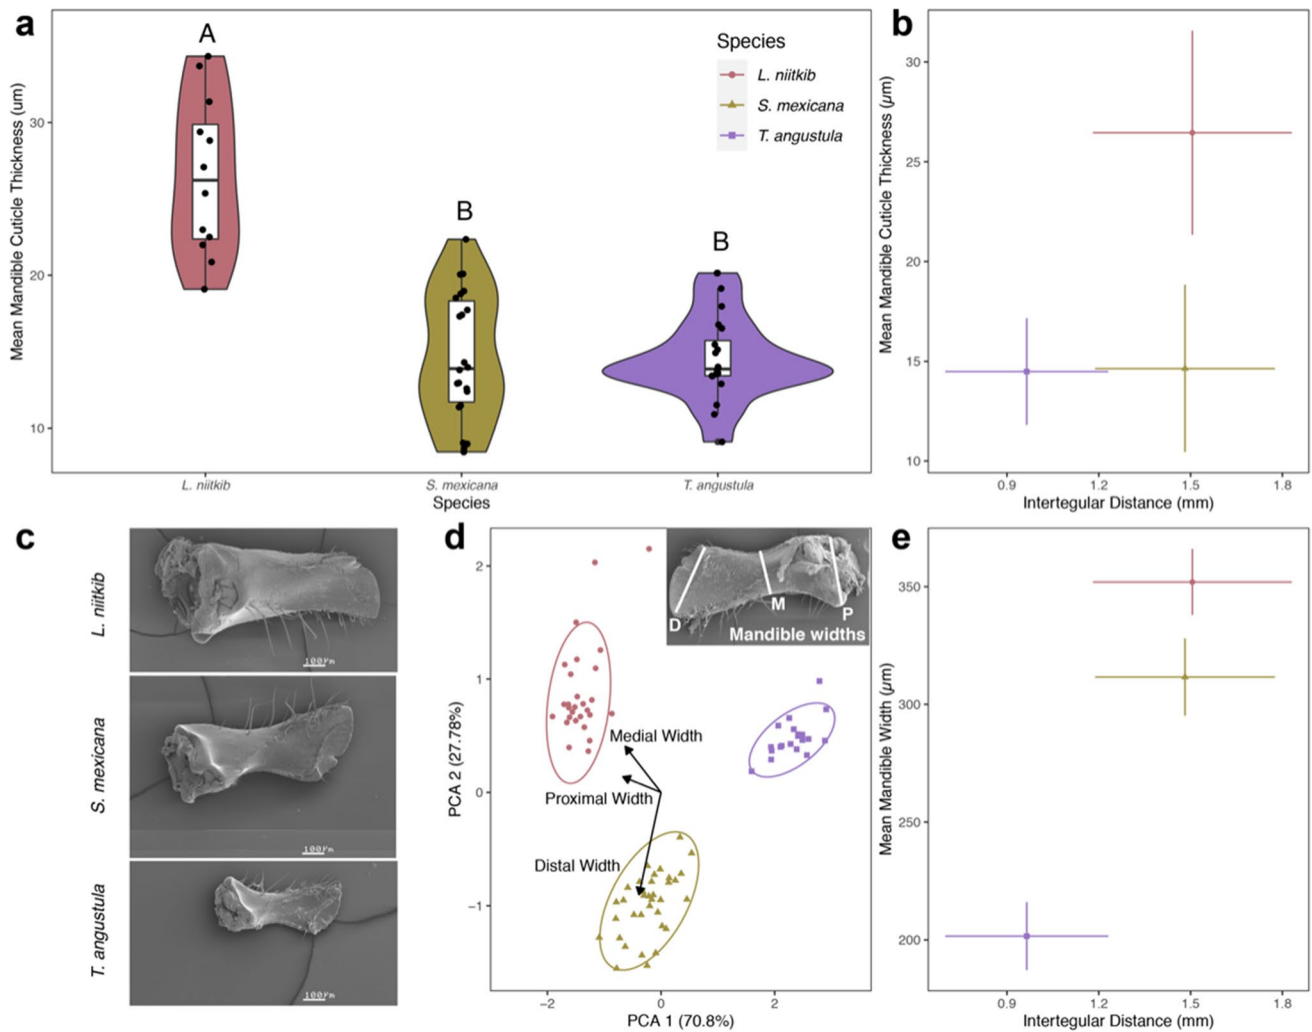 a
Mean Mandible Cuticle Thickness (um)
30
20
10
A
B
B
Species
L. niitkib
S. mexicana
T. angustula
L. niitkib
S. mexicana
T. angustula
Species
b
Mean Mandible Cuticle Thickness (µm)
30
25
20
15
10
0.9
1.2
1.5
1.8
Intertegular Distance (mm)
c
L. niitkib
100µm
S. mexicana
100µm
T. angustula
100µm
d
PCA 2 (27.78%)
2
1
0
−1
D
M
P
Mandible widths
Medial Width
Proximal Width
Distal Width
−2
0
2
PCA 1 (70.8%)
e
Mean Mandible Width (µm)
350
300
250
200
0.9
1.2
1.5
1.8
Intertegular Distance (mm)